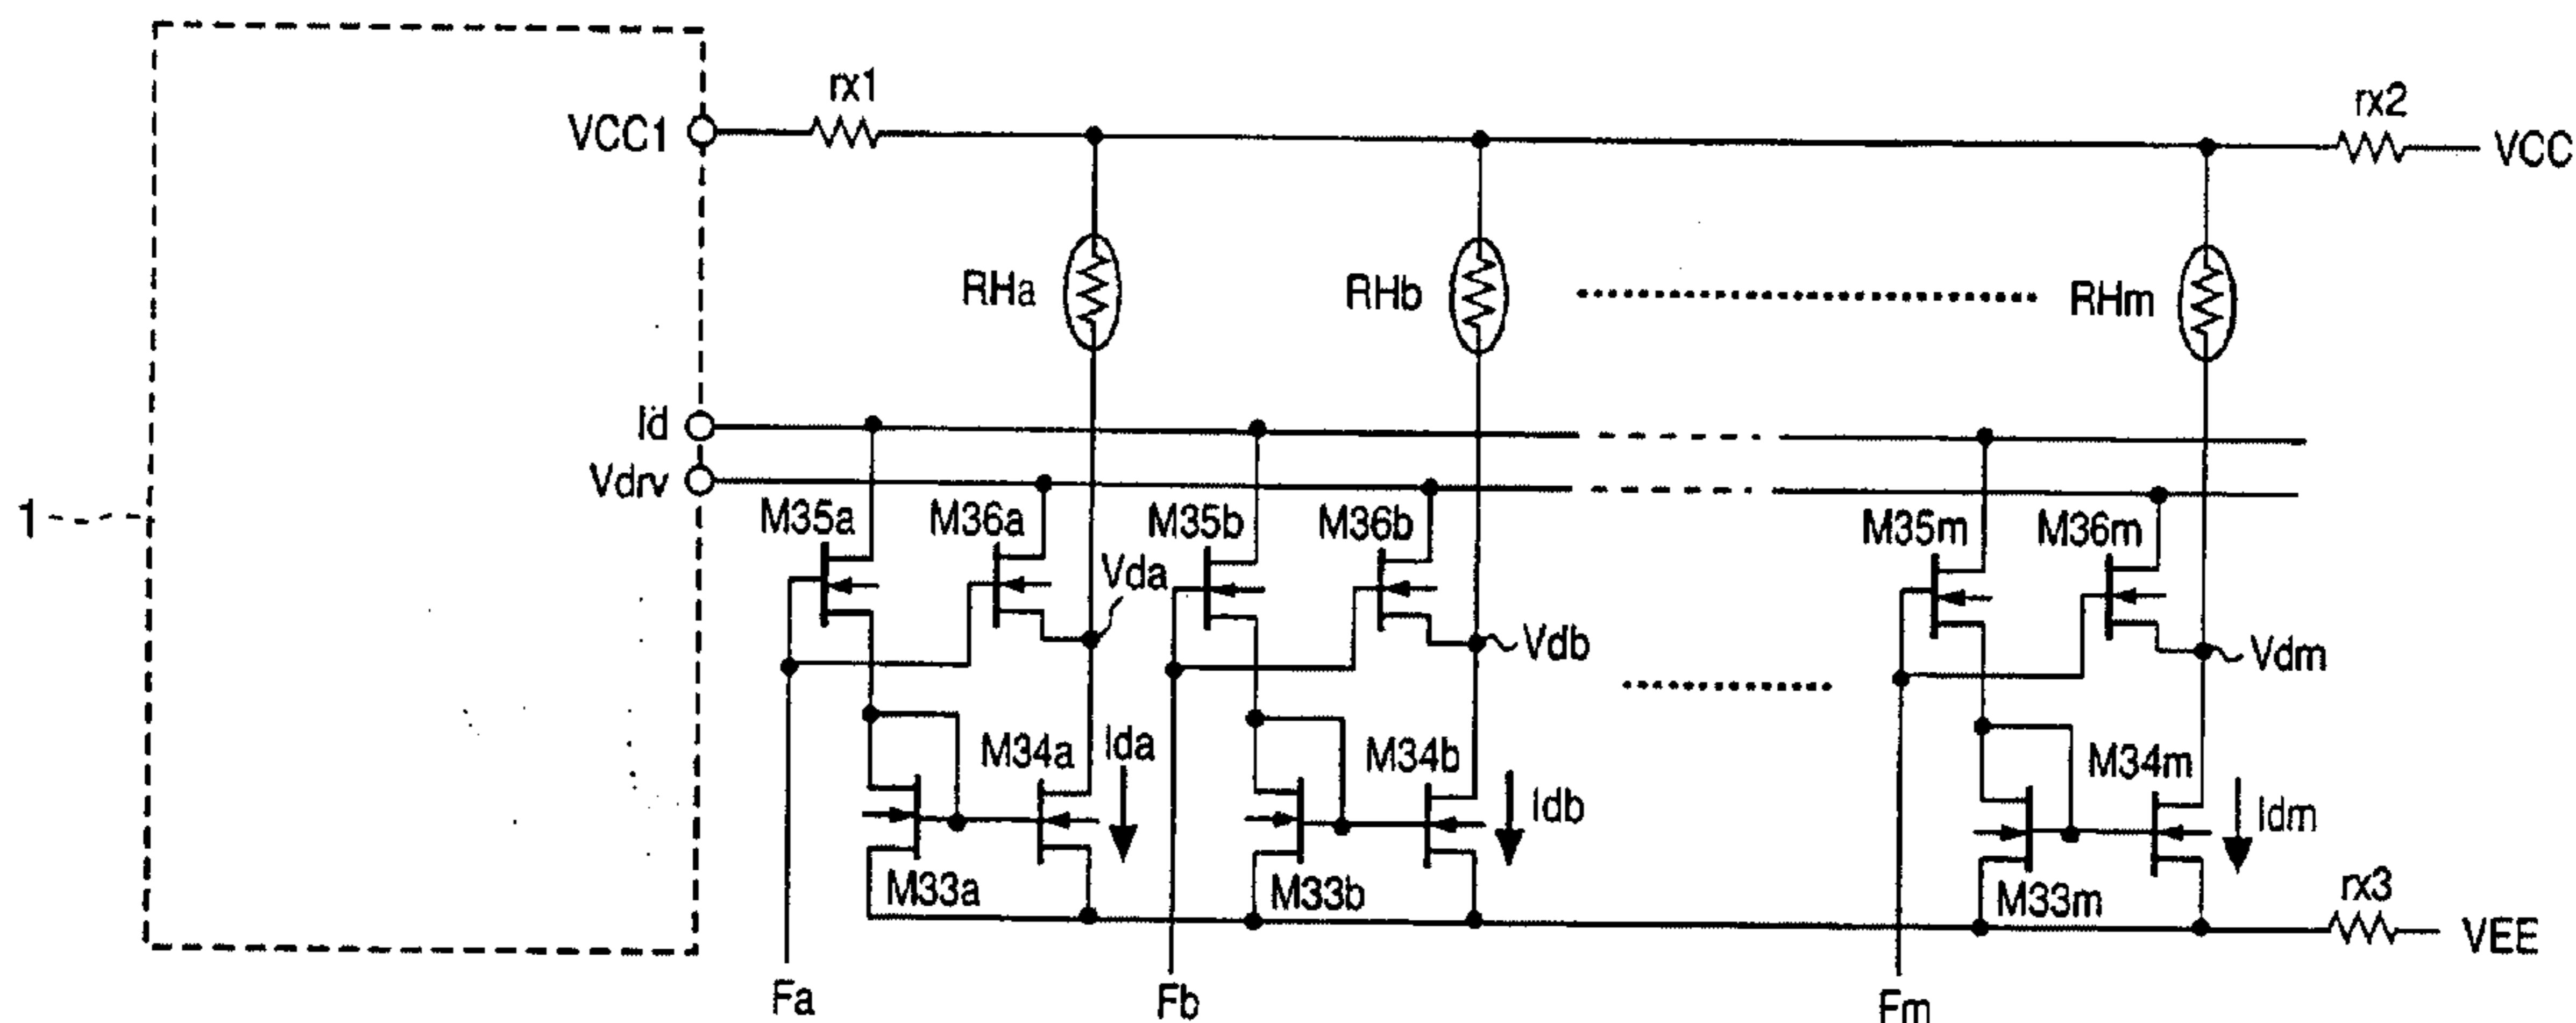 rx1
rx2
VCC1
VCC
RHa
RHb
RHm
Id
Vdrv
1
M35a
M36a
M35b
M36b
M35m
M36m
Vda
Vdb
Vdm
M34a
Ida
M34b
Idb
M34m
Idm
M33a
M33b
M33m
rx3
VEE
Fa
Fb
Fm